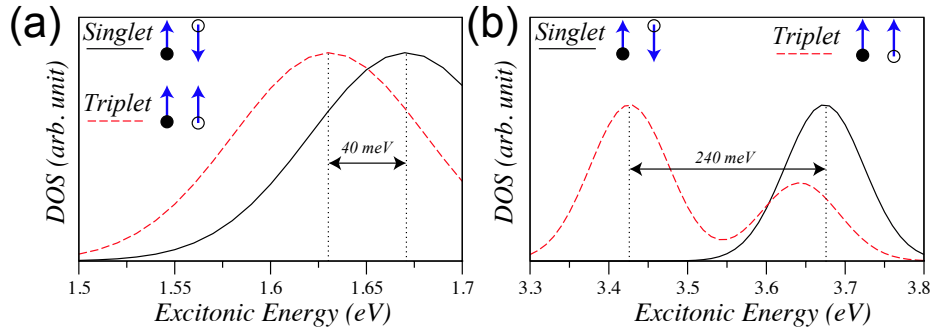 (a)
Singlet
Triplet
40 meV
DOS (arb. unit)
1.5 1.55 1.6 1.65 1.7
Excitonic Energy (eV)
(b)
Singlet
Triplet
240 meV
DOS (arb. unit)
3.3 3.4 3.5 3.6 3.7 3.8
Excitonic Energy (eV)